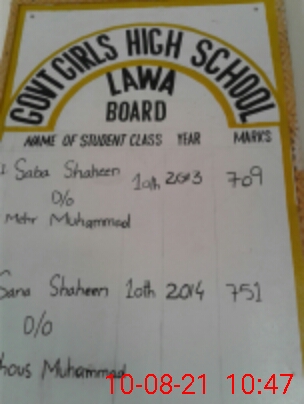 GOVT GIRLS HIGH SCHOOL
LAWA
BOARD
NAME OF STUDENT CLASS YEAR MARKS
Saba Shaheen 10th 2013 709
D/o
Mehr Muhammad
Sana Shaheen 10th 2014 751
D/o
Muhammad
10-08-21 10:47